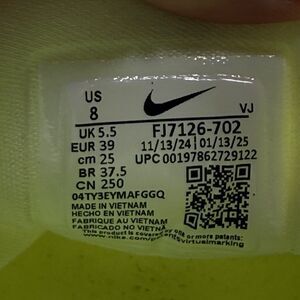 US
8
VJ
UK 5.5 FJ7126-702
EUR 39 11/13/24 | 01/13/25
cm 25 UPC 00197862729122
BR 37.5
CN 250
04TY3EYMAFGGQ
MADE IN VIETNAM
HECHO EN VIETNAM
FABRIQUE AU VIETNAM
FABRICADO NO VIETNÃ